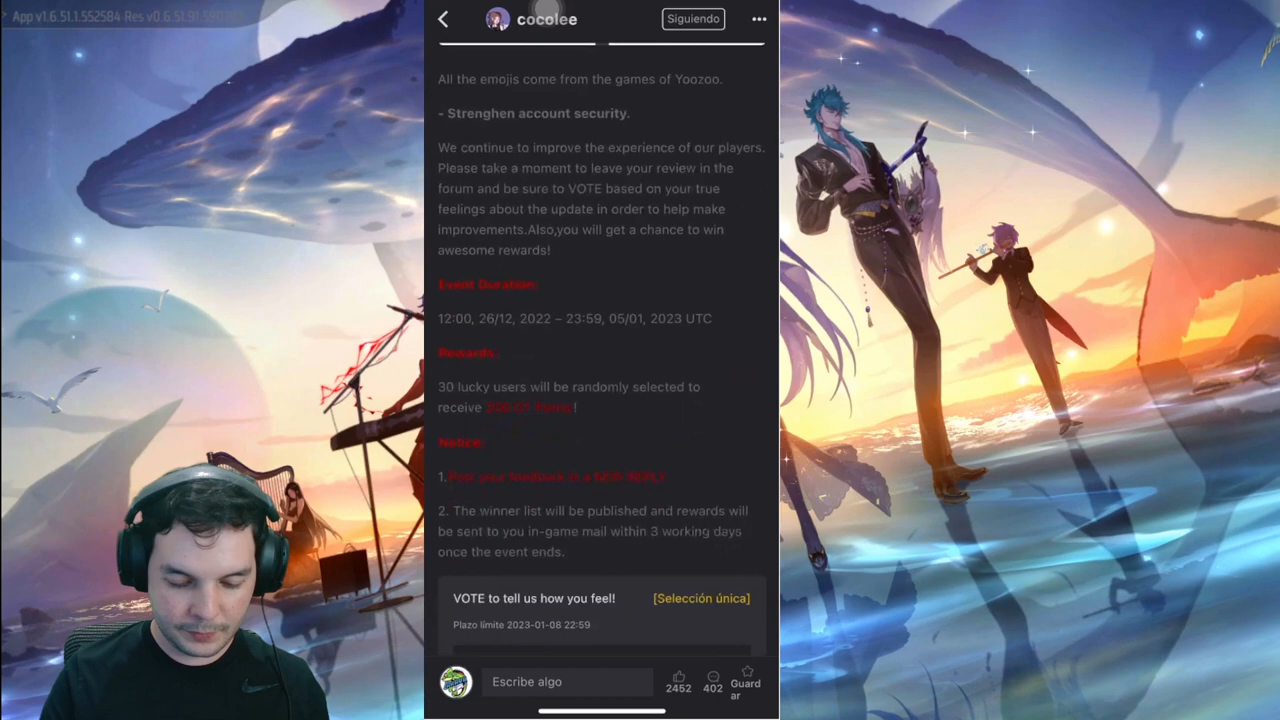 App v1.6.51.1.552584 Res v0.6.51.91.590
cocolee
Siguiendo
All the emojis come from the games of Yoozoo.
- Strenghen account security.
We continue to improve the experience of our players.
Please take a moment to leave your review in the
forum and be sure to VOTE based on your true
feelings about the update in order to help make
improvements.Also,you will get a chance to win
awesome rewards!
Event Duration:
12:00, 26/12, 2022 – 23:59, 05/01, 2023 UTC
Rewards:
30 lucky users will be randomly selected to
receive !
Notice:
1.Post your feedback in a NEW REPLY
2. The winner list will be published and rewards will
be sent to you in-game mail within 3 working days
once the event ends.
VOTE to tell us how you feel!
[Selección única]
Plazo límite 2023-01-08 22:59
Escribe algo
2452
402
Guard
ar